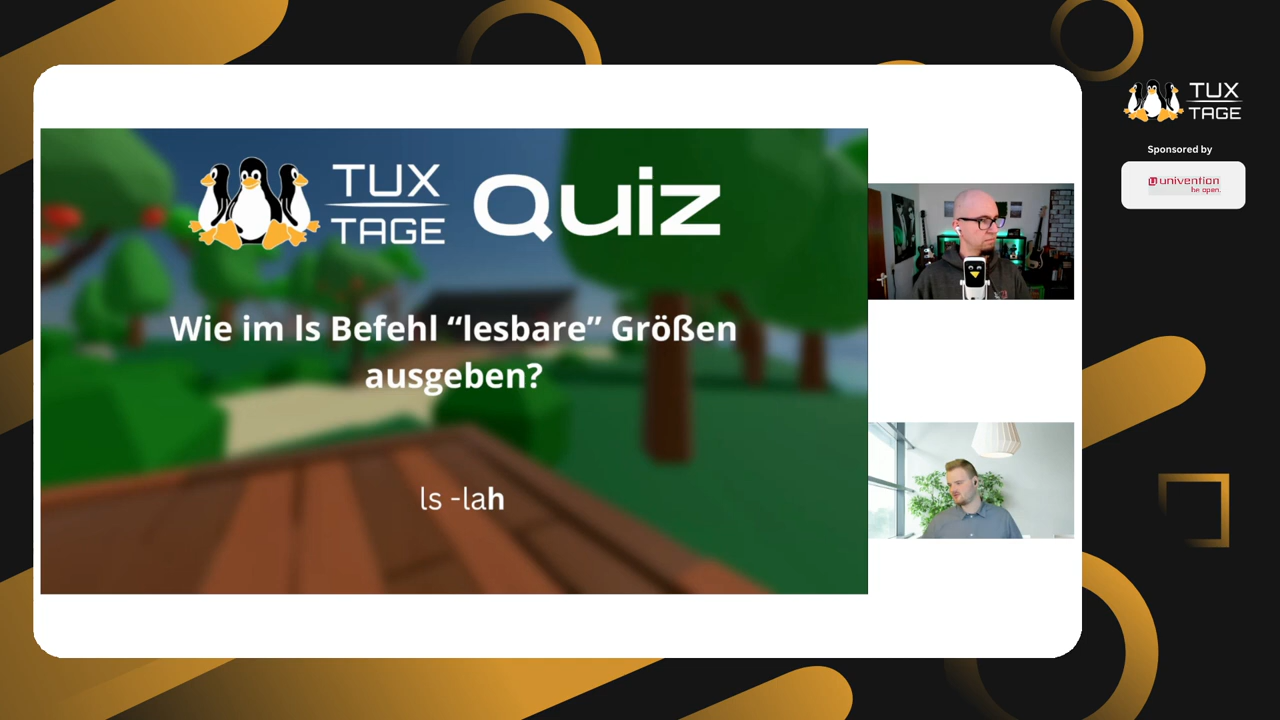 TUX
TAGE
Quiz
Wie im ls Befehl “lesbare” Größen
ausgeben?
ls -lah
TUX
TAGE
Sponsored by
univention
be open.